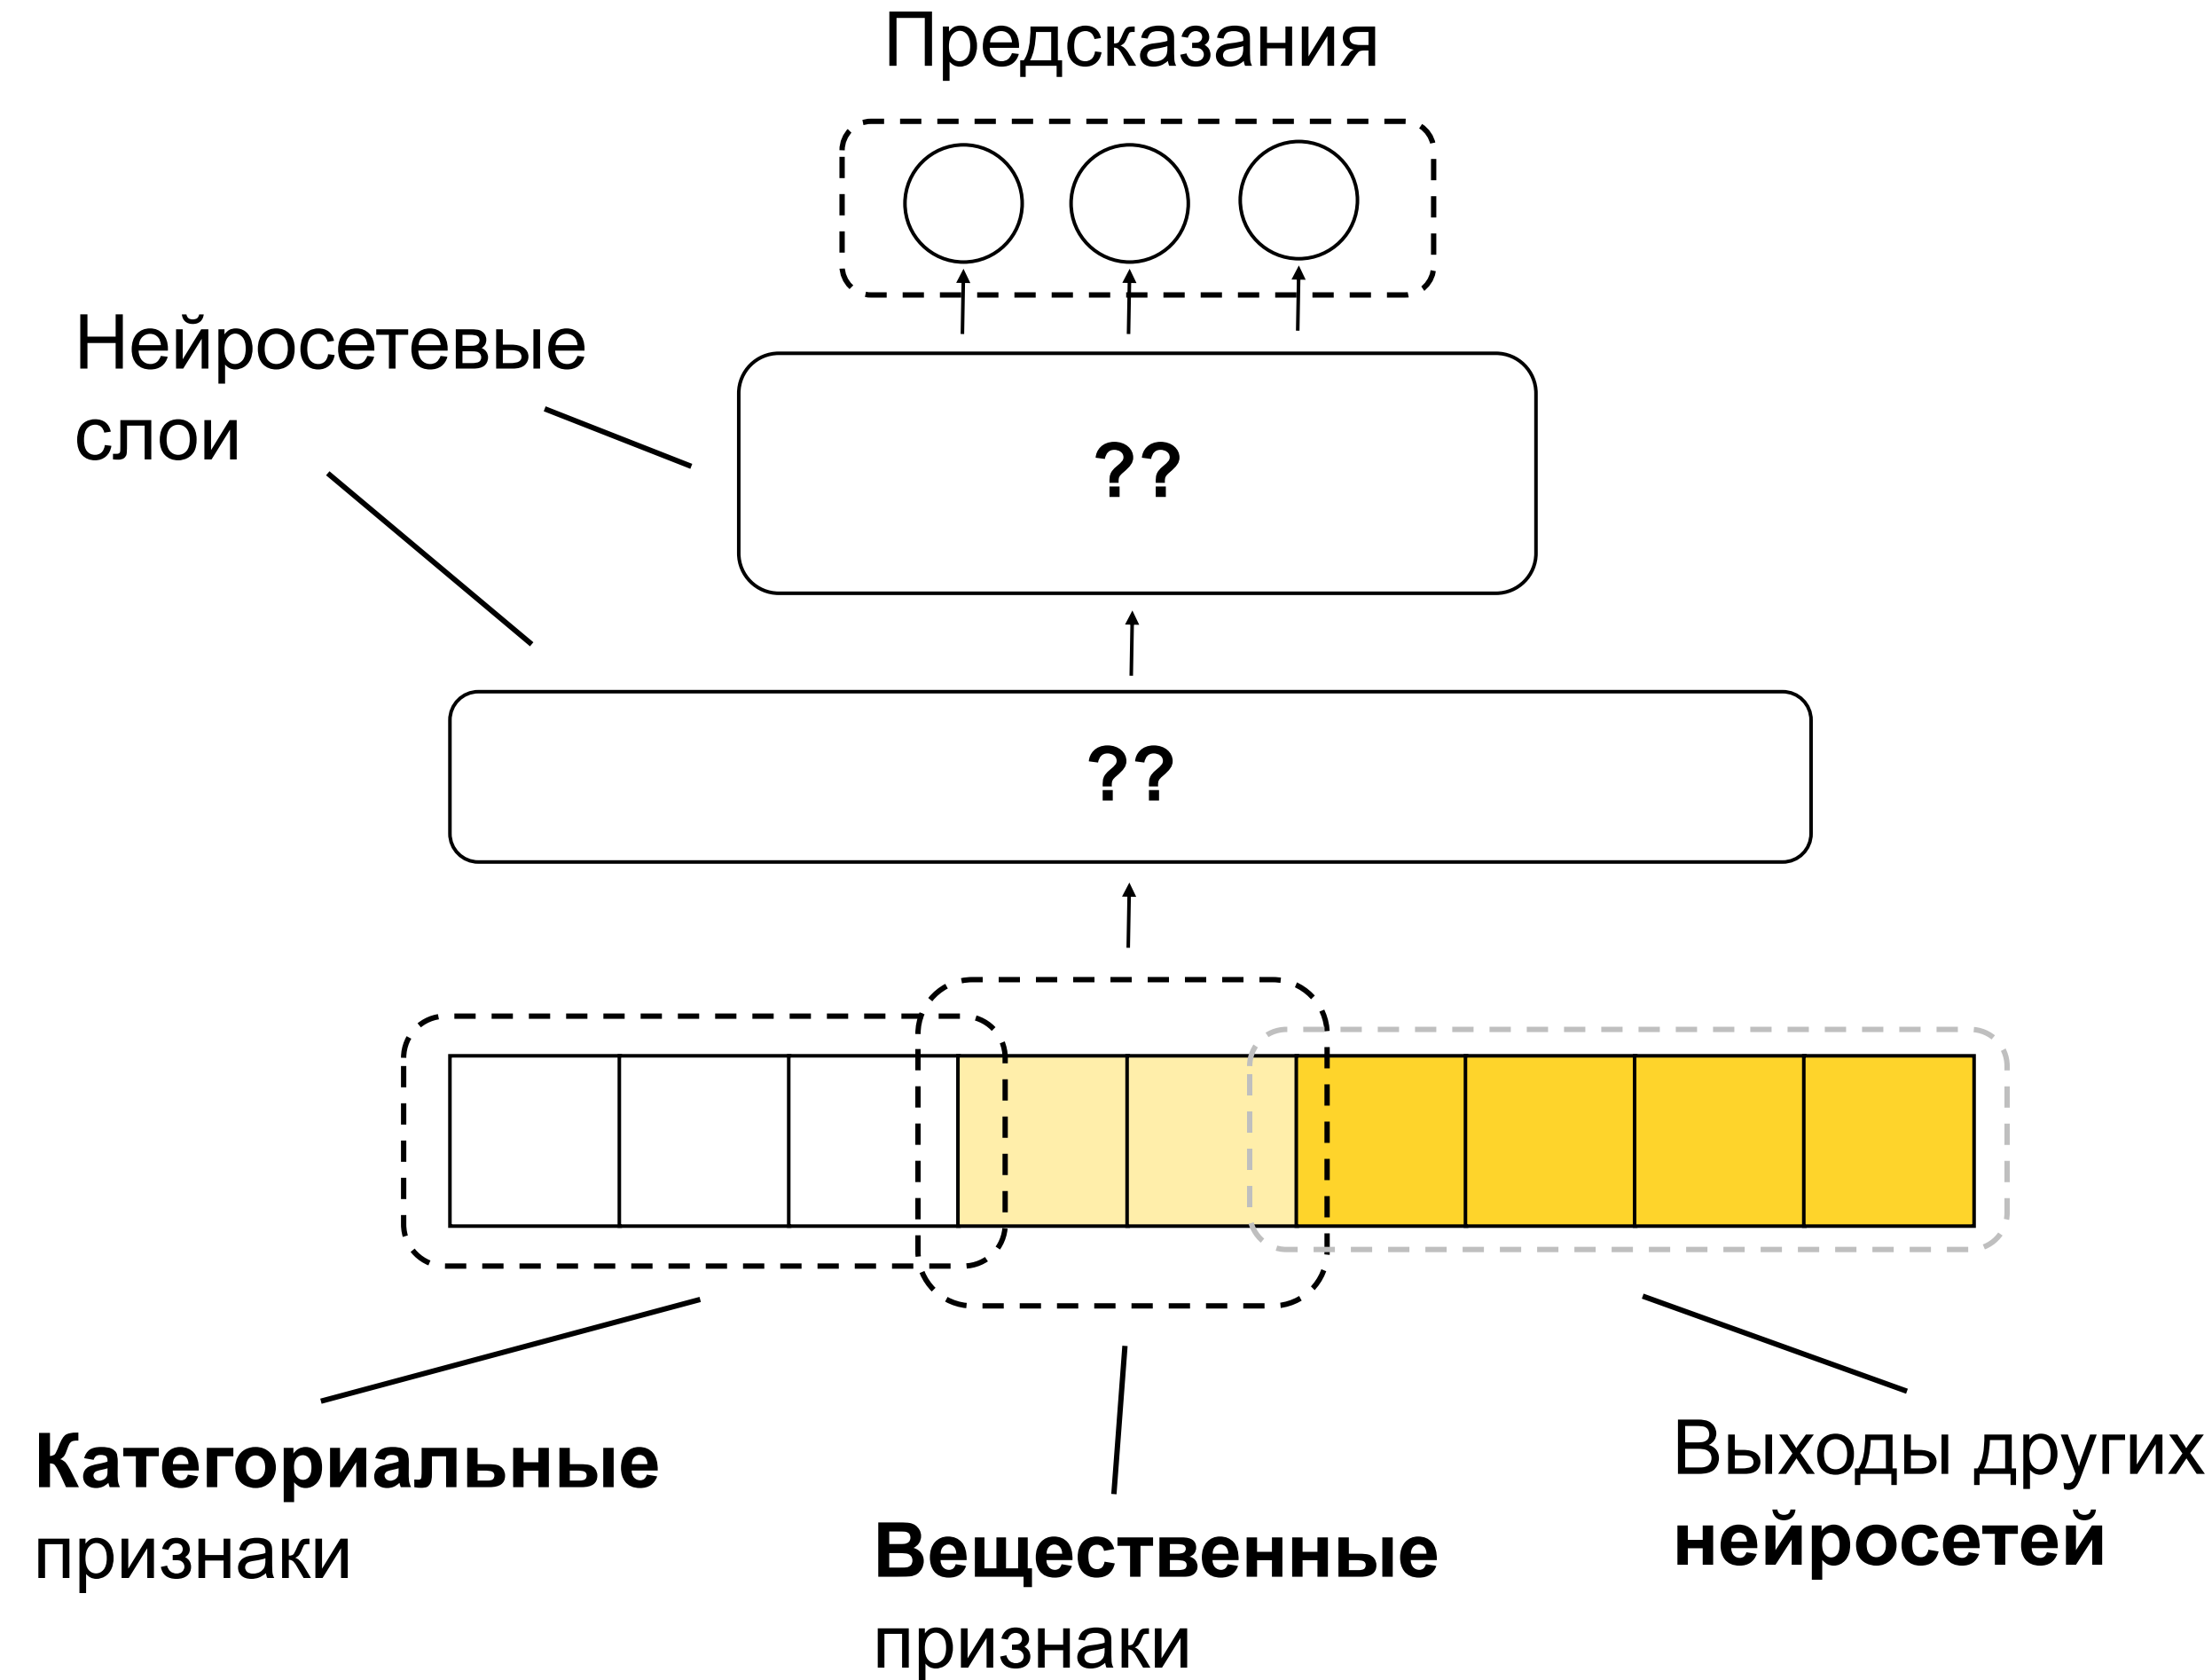 Предсказания
Нейросетевые
слои
??
??
Категориальные
признаки
Вещественные
признаки
Выходы других
нейросетей